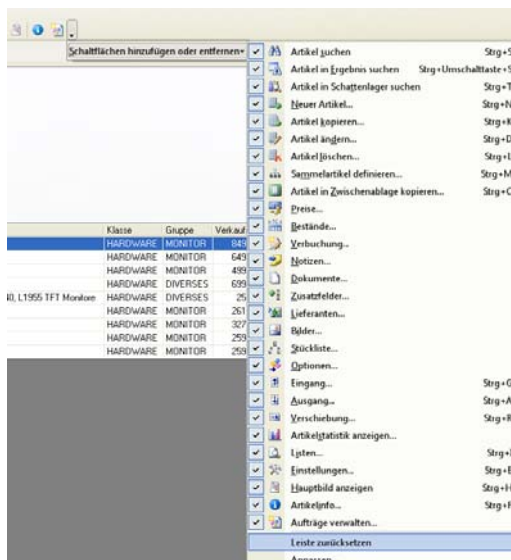 Schaltflächen hinzufügen oder entfernen
Artikel suchen Strg+S
Artikel in Ergebnis suchen Strg+Umschalttaste+S
Artikel in Schattenlager suchen Strg+T
Neuer Artikel... Strg+N
Artikel kopieren... Strg+K
Artikel ändern... Strg+D
Artikel löschen... Strg+L
Sammelartikel definieren... Strg+M
Artikel in Zwischenablage kopieren... Strg+C
Preise...
Bestände...
Verbuchung...
Notizen...
Dokumente...
Zusatzfelder...
Lieferanten...
Bilder...
Stückliste...
Optionen...
Eingang... Strg+G
Ausgang... Strg+A
Verschiebung... Strg+R
Artikelstatistik anzeigen...
Listen... Strg+
Einstellungen... Strg+E
Hauptbild anzeigen Strg+H
Artikelinfo... Strg+F
Aufträge verwalten...
Leiste zurücksetzen
Anpassen
Klasse Gruppe Verkauf
HARDWARE MONITOR 849
HARDWARE MONITOR 649
HARDWARE MONITOR 499
HARDWARE DIVERSES 699
40, L1955 TFT Monitore HARDWARE DIVERSES 25
HARDWARE MONITOR 261
HARDWARE MONITOR 327
HARDWARE MONITOR 259
HARDWARE MONITOR 259